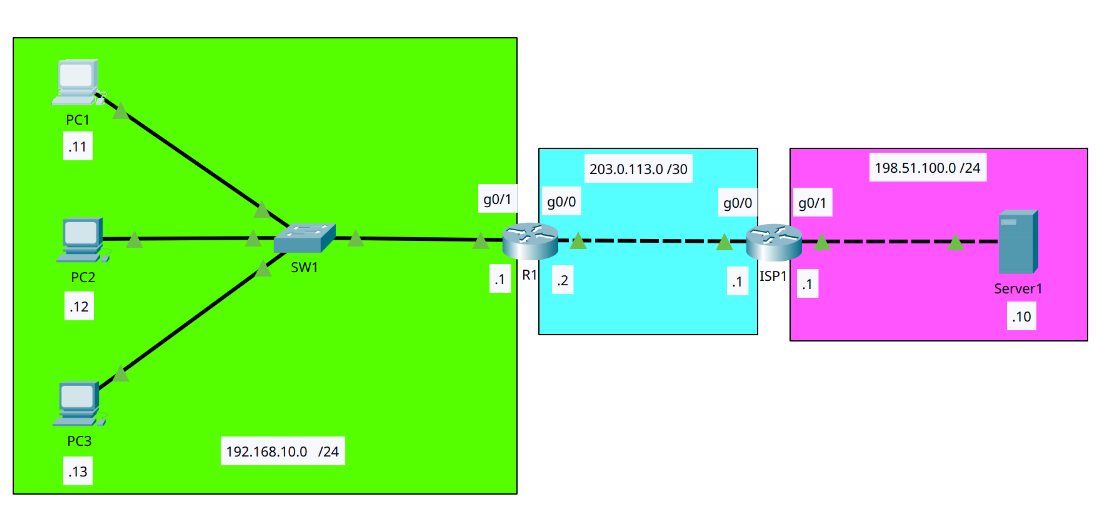 PC1
.11
PC2
.12
PC3
.13
SW1
192.168.10.0   /24
g0/1
.1
R1
g0/0
.2
203.0.113.0 /30
g0/0
.1
ISP1
g0/1
.1
198.51.100.0 /24
Server1
.10